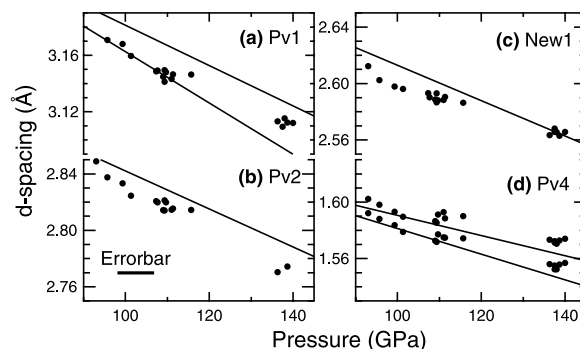 (a) Pv1
(c) New1
2.64
3.16
2.60
3.12
2.56
d-spacing (Å)
2.84
(b) Pv2
(d) Pv4
1.60
2.80
Errorbar
1.56
2.76
100 120 140
100 120 140
Pressure (GPa)